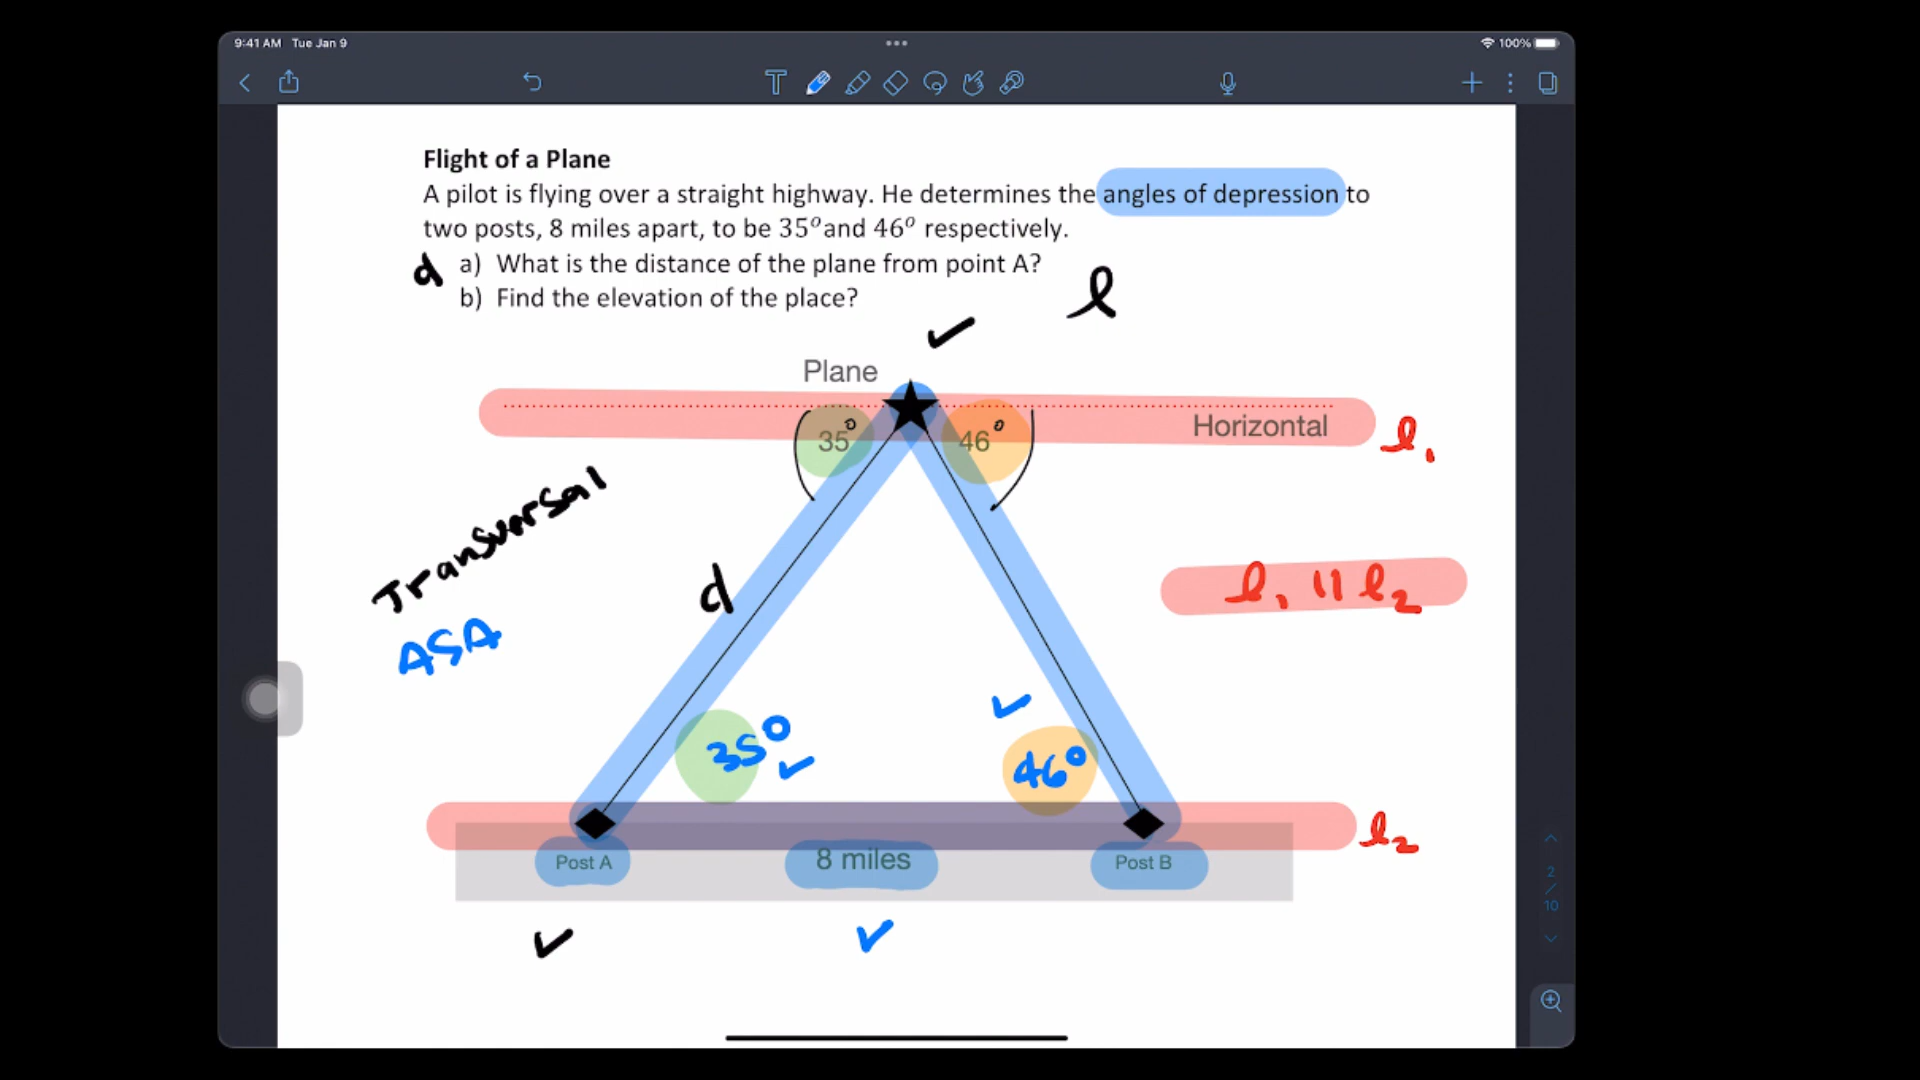 9:41 AM Tue Jan 9
100%
Flight of a Plane
A pilot is flying over a straight highway. He determines the angles of depression to
two posts, 8 miles apart, to be 35° and 46° respectively.
d a) What is the distance of the plane from point A?
b) Find the elevation of the place?
l
Plane
35° 46° Horizontal l₁
Transversal
d
l₁ || l₂
ASA
35° 46°
l₂
Post A 8 miles Post B
2
/
10